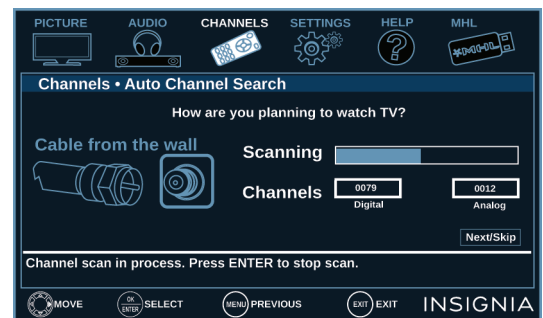 PICTURE AUDIO CHANNELS SETTINGS HELP MHL
MHL
Channels • Auto Channel Search
How are you planning to watch TV?
Cable from the wall
Scanning
Channels 0079 0012
Digital Analog
Next/Skip
Channel scan in process. Press ENTER to stop scan.
MOVE OK ENTER SELECT MENU PREVIOUS EXIT EXIT INSIGNIA